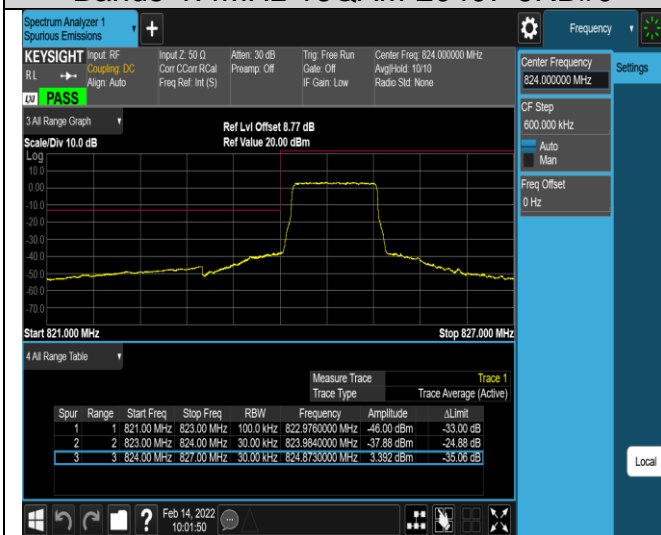 Spectrum Analyzer 1
Spurious Emissions
Frequency
KEYSIGHT
Input: RF
Coupling: DC
Align: Auto
Input Z: 50 Ω
Corr CCorr RCal
Freq Ref: Int (S)
Atten: 30 dB
Preamp: Off
Trig: Free Run
Gate: Off
IF Gain: Low
Center Freq: 824.000000 MHz
Avg|Hold: 10/10
Radio Std: None
R L
PASS
Center Frequency
824.000000 MHz
Settings
CF Step
600.000 kHz
Auto
Man
Freq Offset
0 Hz
3 All Range Graph
Scale/Div 10.0 dB
Ref Lvl Offset 8.77 dB
Ref Value 20.00 dBm
Log
10.0
0.00
-10.0
-20.0
-30.0
-40.0
-50.0
-60.0
-70.0
Start 821.000 MHz
Stop 827.000 MHz
4 All Range Table
Measure Trace Trace 1
Trace Type Trace Average (Active)
Spur Range Start Freq Stop Freq RBW Frequency Amplitude ΔLimit
1 1 821.00 MHz 823.00 MHz 100.0 kHz 822.9760000 MHz -46.00 dBm -33.00 dB
2 2 823.00 MHz 824.00 MHz 30.00 kHz 823.9840000 MHz -37.88 dBm -24.88 dB
3 3 824.00 MHz 827.00 MHz 30.00 kHz 824.8730000 MHz 3.392 dBm -35.06 dB
Local
Feb 14, 2022
10:01:50